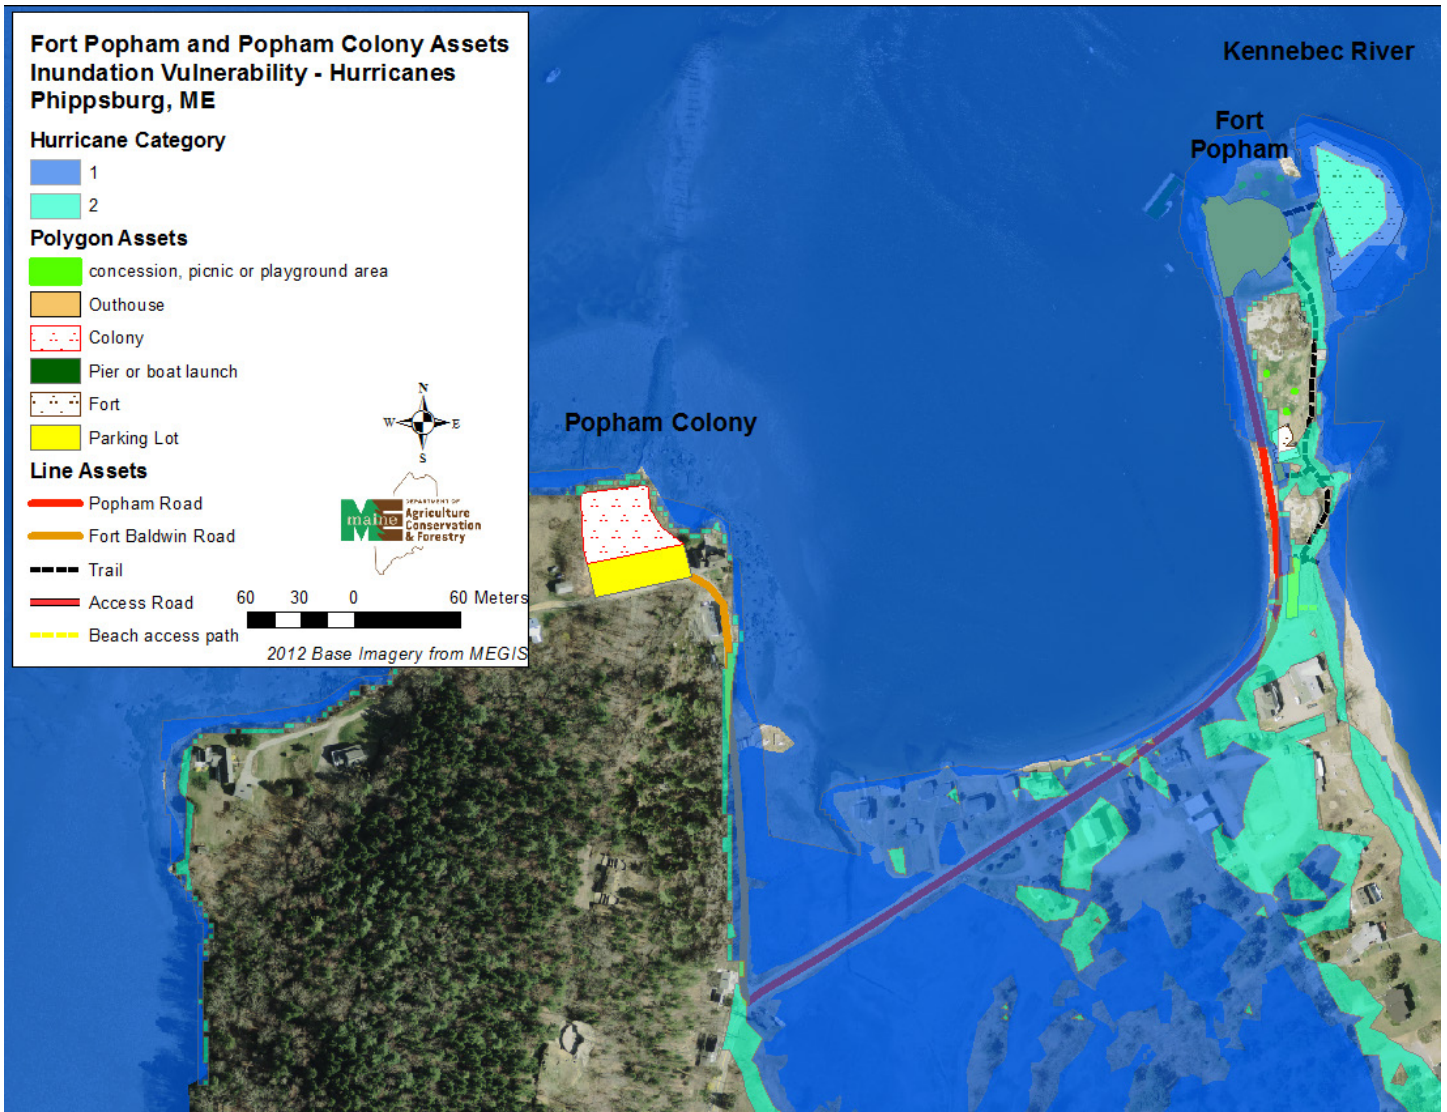 Fort Popham and Popham Colony Assets
Inundation Vulnerability - Hurricanes
Phippsburg, ME
Hurricane Category
1
2
Polygon Assets
concession, picnic or playground area
Outhouse
Colony
Pier or boat launch
Fort
Parking Lot
Line Assets
Popham Road
Fort Baldwin Road
Trail
Access Road
Beach access path
N
W
E
S
maine
DEPARTMENT OF
Agriculture
Conservation
& Forestry
60 30 0 60 Meters
2012 Base Imagery from MEGIS
Kennebec River
Fort
Popham
Popham Colony